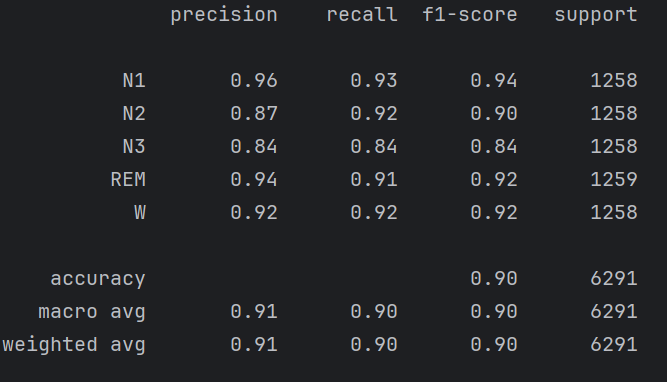 precision recall f1-score support
N1 0.96 0.93 0.94 1258
N2 0.87 0.92 0.90 1258
N3 0.84 0.84 0.84 1258
REM 0.94 0.91 0.92 1259
W 0.92 0.92 0.92 1258
accuracy 0.90 6291
macro avg 0.91 0.90 0.90 6291
weighted avg 0.91 0.90 0.90 6291